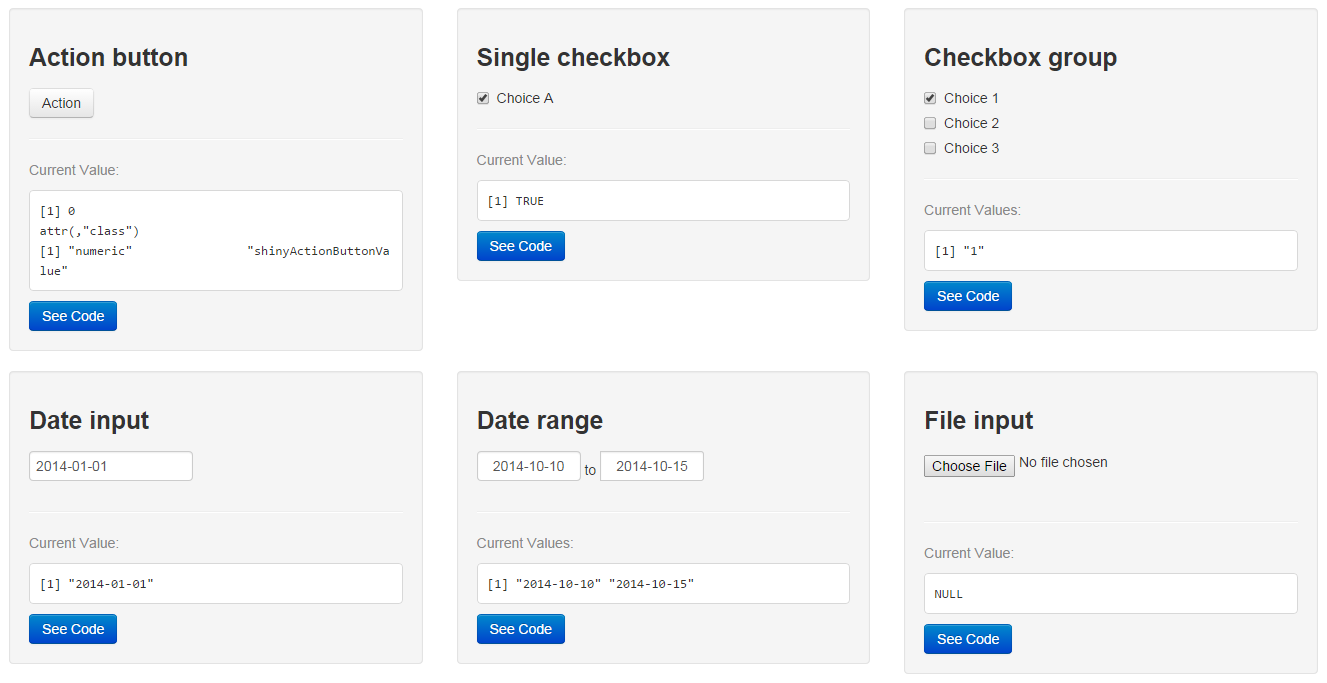 Action button
Action
Current Value:
[1] 0
attr(,"class")
[1] "numeric"                "shinyActionButtonVa
lue"
See Code
Single checkbox
Choice A
Current Value:
[1] TRUE
See Code
Checkbox group
Choice 1
Choice 2
Choice 3
Current Values:
[1] "1"
See Code
Date input
2014-01-01
Current Value:
[1] "2014-01-01"
See Code
Date range
2014-10-10 to 2014-10-15
Current Values:
[1] "2014-10-10" "2014-10-15"
See Code
File input
Choose File No file chosen
Current Value:
NULL
See Code